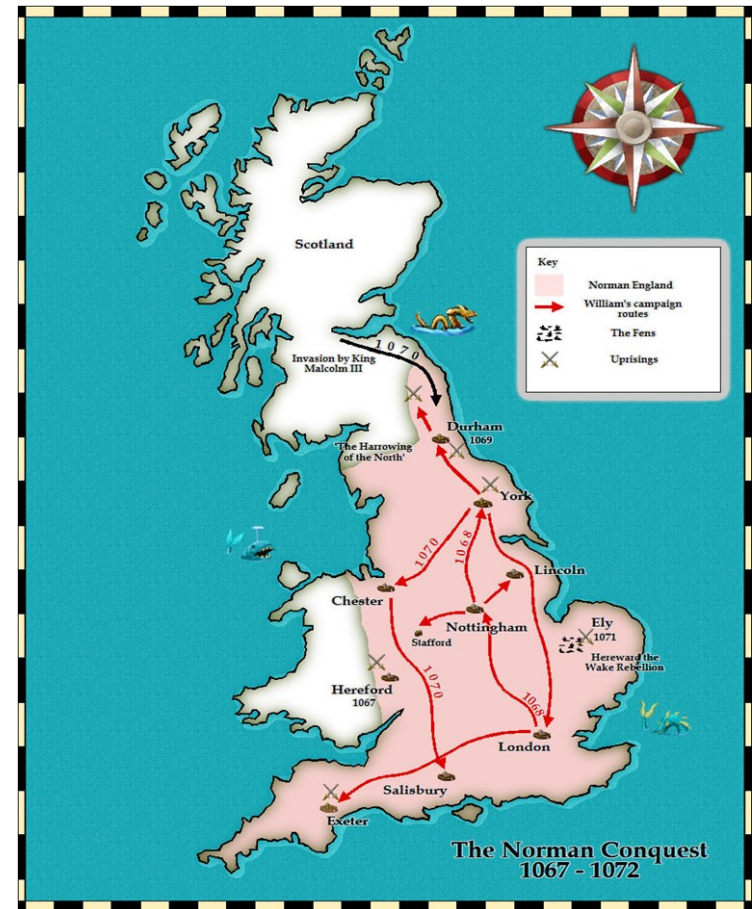 Scotland
Key
Norman England
William's campaign
routes
The Fens
Uprisings
1070
Invasion by King
Malcolm III
Durham
1069
'The Harrowing
of the North'
York
1070
1068
Lincoln
Chester
Nottingham
Stafford
Ely
1071
Hereward the
Wake Rebellion
Hereford
1067
1070
1068
London
Salisbury
Exeter
The Norman Conquest
1067 - 1072